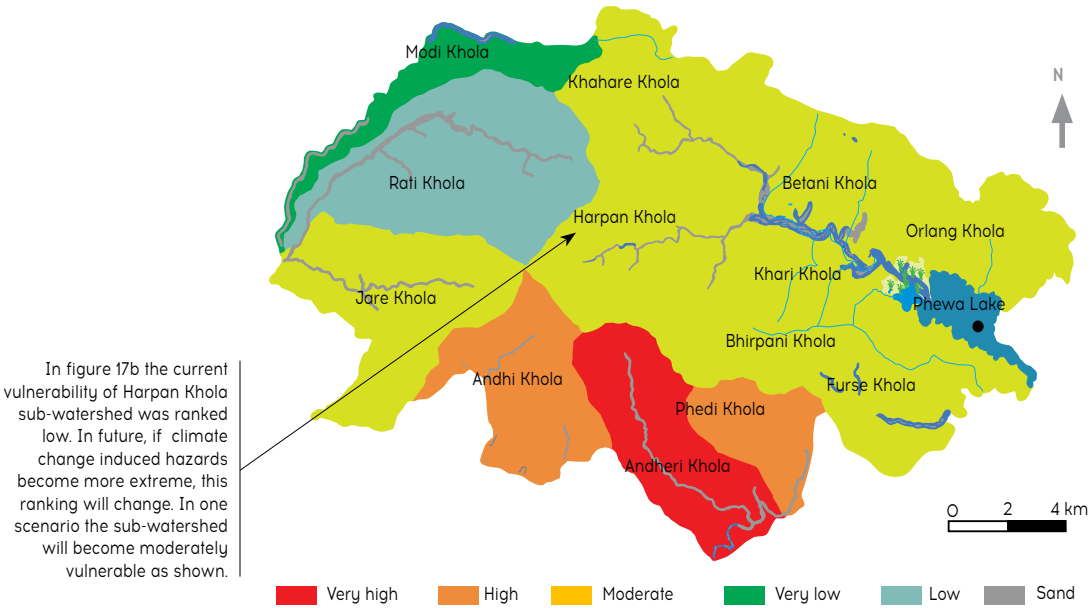 Modi Khola
Khahare Khola
N
Rati Khola
Betani Khola
Harpan Khola
Orlang Khola
Khari Khola
Jare Khola
Phewa Lake
Bhirpani Khola
Andhi Khola
Furse Khola
Phedi Khola
Andheri Khola
In figure 17b the current
vulnerability of Harpan Khola
sub-watershed was ranked
low. In future, if climate
change induced hazards
become more extreme, this
ranking will change. In one
scenario the sub-watershed
will become moderately
vulnerable as shown.
0 2 4 km
Very high High Moderate Very low Low Sand